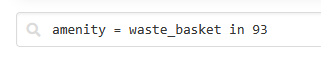 amenity = waste_basket in 93